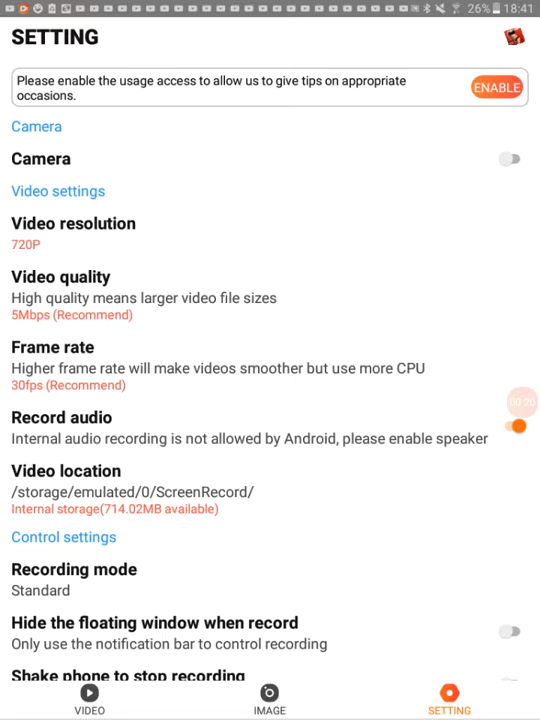 26% 18:41
SETTING
Please enable the usage access to allow us to give tips on appropriate
occasions.
ENABLE
Camera
Camera
Video settings
Video resolution
720P
Video quality
High quality means larger video file sizes
5Mbps (Recommend)
Frame rate
Higher frame rate will make videos smoother but use more CPU
30fps (Recommend)
00:20
Record audio
Internal audio recording is not allowed by Android, please enable speaker
Video location
/storage/emulated/0/ScreenRecord/
Internal storage(714.02MB available)
Control settings
Recording mode
Standard
Hide the floating window when record
Only use the notification bar to control recording
Shake phone to stop recording
VIDEO
IMAGE
SETTING